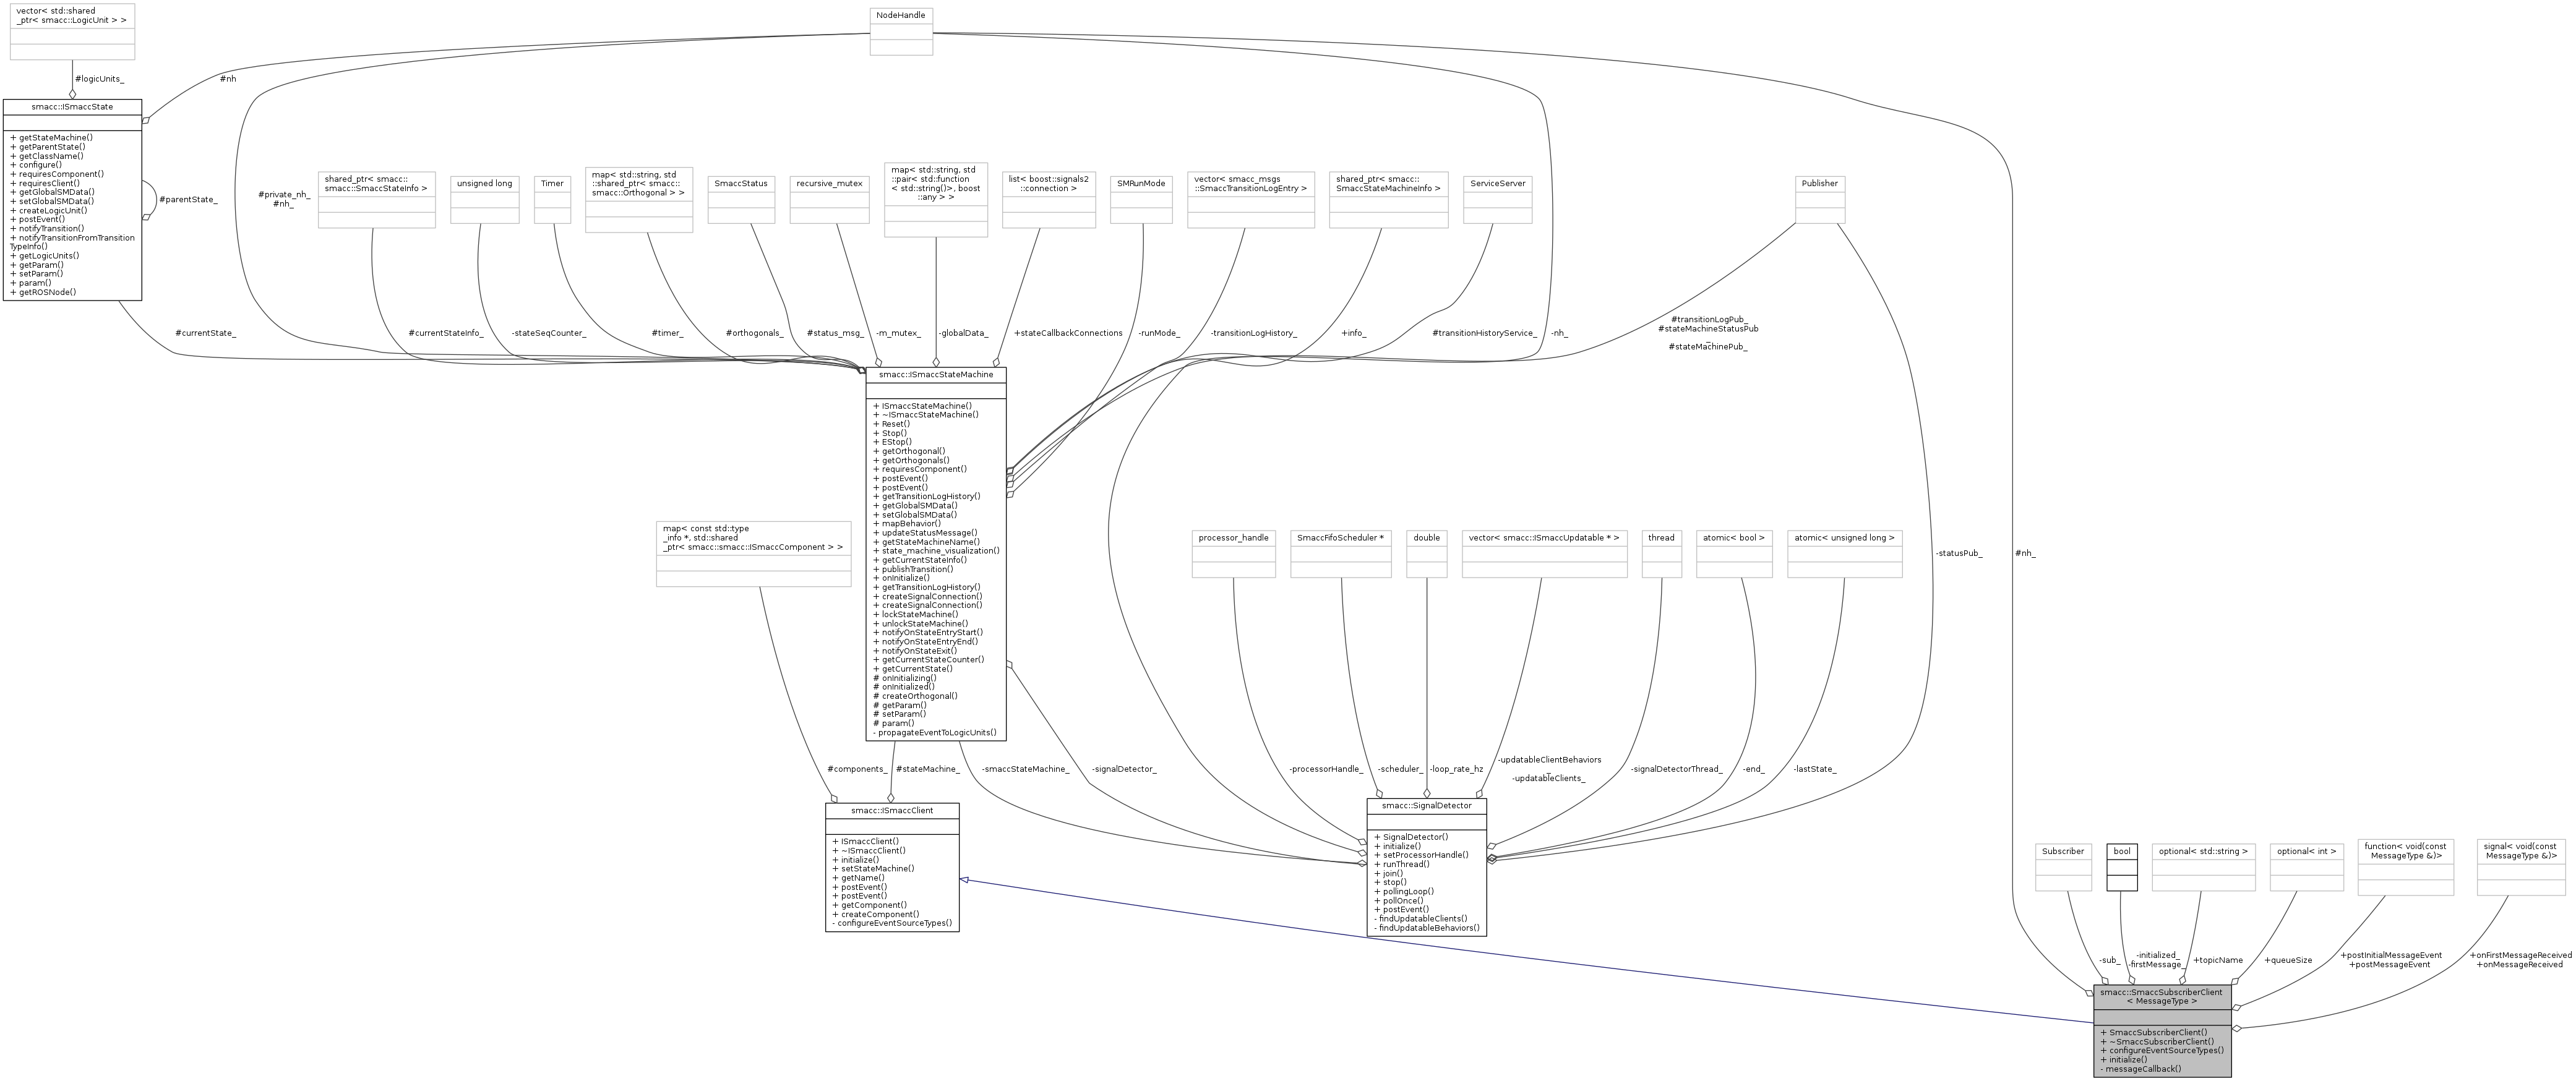 vector< std::shared
_ptr< smacc::LogicUnit > >
NodeHandle
#logicUnits_
#nh
smacc::ISmaccState
+ getStateMachine()
+ getParentState()
+ getClassName()
+ configure()
+ requiresComponent()
+ requiresClient()
+ getGlobalSMData()
+ setGlobalSMData()
+ createLogicUnit()
+ postEvent()
+ notifyTransition()
+ notifyTransitionFromTransition
TypeInfo()
+ getLogicUnits()
+ getParam()
+ setParam()
+ param()
+ getROSNode()
#parentState_
#private_nh_
#nh_
shared_ptr< smacc::
smacc::SmaccStateInfo >
unsigned long
Timer
map< std::string, std
::shared_ptr< smacc::
smacc::Orthogonal > >
SmaccStatus
recursive_mutex
map< std::string, std
::pair< std::function
< std::string()>, boost
::any > >
list< boost::signals2
::connection >
SMRunMode
vector< smacc_msgs
::SmaccTransitionLogEntry >
shared_ptr< smacc::
SmaccStateMachineInfo >
ServiceServer
Publisher
#currentState_
#currentStateInfo_
-stateSeqCounter_
#timer_
#orthogonals_
#status_msg_
-m_mutex_
-globalData_
+stateCallbackConnections
-runMode_
-transitionLogHistory_
+info_
#transitionHistoryService_
-nh_
#transitionLogPub_
#stateMachineStatusPub
_
#stateMachinePub_
smacc::ISmaccStateMachine
+ ISmaccStateMachine()
+ ~ISmaccStateMachine()
+ Reset()
+ Stop()
+ EStop()
+ getOrthogonal()
+ getOrthogonals()
+ requiresComponent()
+ postEvent()
+ postEvent()
+ getTransitionLogHistory()
+ getGlobalSMData()
+ setGlobalSMData()
+ mapBehavior()
+ updateStatusMessage()
+ getStateMachineName()
+ state_machine_visualization()
+ getCurrentStateInfo()
+ publishTransition()
+ onInitialize()
+ getTransitionLogHistory()
+ createSignalConnection()
+ createSignalConnection()
+ lockStateMachine()
+ unlockStateMachine()
+ notifyOnStateEntryStart()
+ notifyOnStateEntryEnd()
+ notifyOnStateExit()
+ getCurrentStateCounter()
+ getCurrentState()
# onInitializing()
# onInitialized()
# createOrthogonal()
# getParam()
# setParam()
# param()
- propagateEventToLogicUnits()
map< const std::type
_info *, std::shared
_ptr< smacc::smacc::ISmaccComponent > >
processor_handle
SmaccFifoScheduler *
double
vector< smacc::ISmaccUpdatable * >
thread
atomic< bool >
atomic< unsigned long >
-statusPub_
#nh_
#components_
#stateMachine_
-smaccStateMachine_
-signalDetector_
-processorHandle_
-scheduler_
-loop_rate_hz
-updatableClientBehaviors
_
-updatableClients_
-signalDetectorThread_
-end_
-lastState_
smacc::ISmaccClient
+ ISmaccClient()
+ ~ISmaccClient()
+ initialize()
+ setStateMachine()
+ getName()
+ postEvent()
+ postEvent()
+ getComponent()
+ createComponent()
- configureEventSourceTypes()
smacc::SignalDetector
+ SignalDetector()
+ initialize()
+ setProcessorHandle()
+ runThread()
+ join()
+ stop()
+ pollingLoop()
+ pollOnce()
+ postEvent()
- findUpdatableClients()
- findUpdatableBehaviors()
Subscriber
bool
optional< std::string >
optional< int >
function< void(const
MessageType &)>
signal< void(const
MessageType &)>
-sub_
-initialized_
-firstMessage_
+topicName
+queueSize
+postInitialMessageEvent
+postMessageEvent
+onFirstMessageReceived
+onMessageReceived
smacc::SmaccSubscriberClient
< MessageType >
+ SmaccSubscriberClient()
+ ~SmaccSubscriberClient()
+ configureEventSourceTypes()
+ initialize()
- messageCallback()